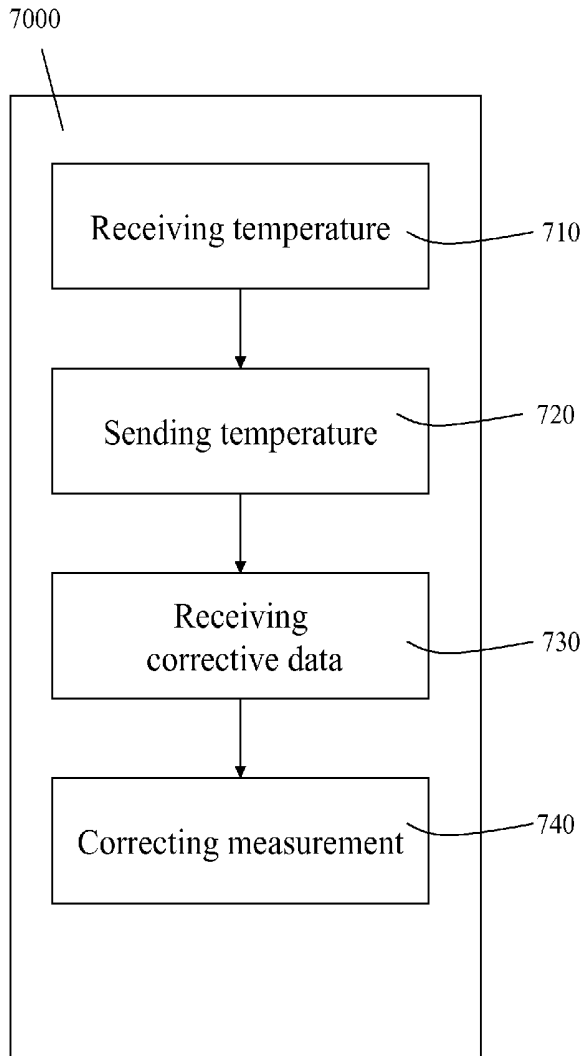 7000
Receiving temperature
710
Sending temperature
720
Receiving
corrective data
730
Correcting measurement
740